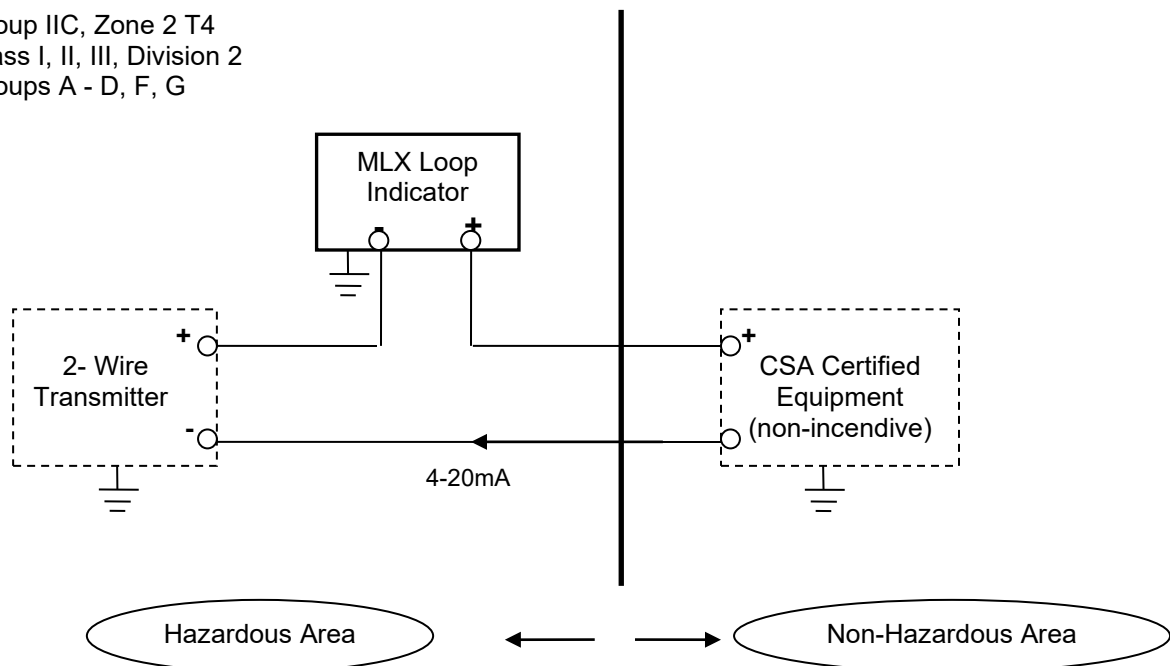 oup IIC, Zone 2 T4
ass I, II, III, Division 2
oups A - D, F, G
MLX Loop
Indicator
- +
+
2- Wire
Transmitter
-
+
CSA Certified
Equipment
(non-incendive)
4-20mA
Hazardous Area
Non-Hazardous Area